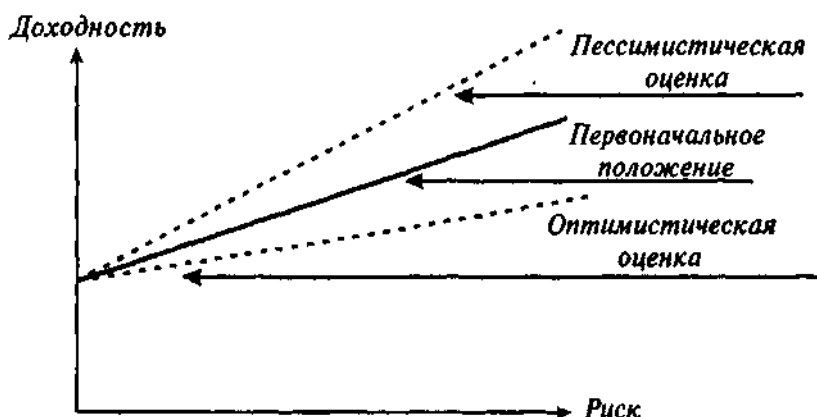 Доходность
Пессимистическая
оценка
Первоначальное
положение
Оптимистическая
оценка
Риск